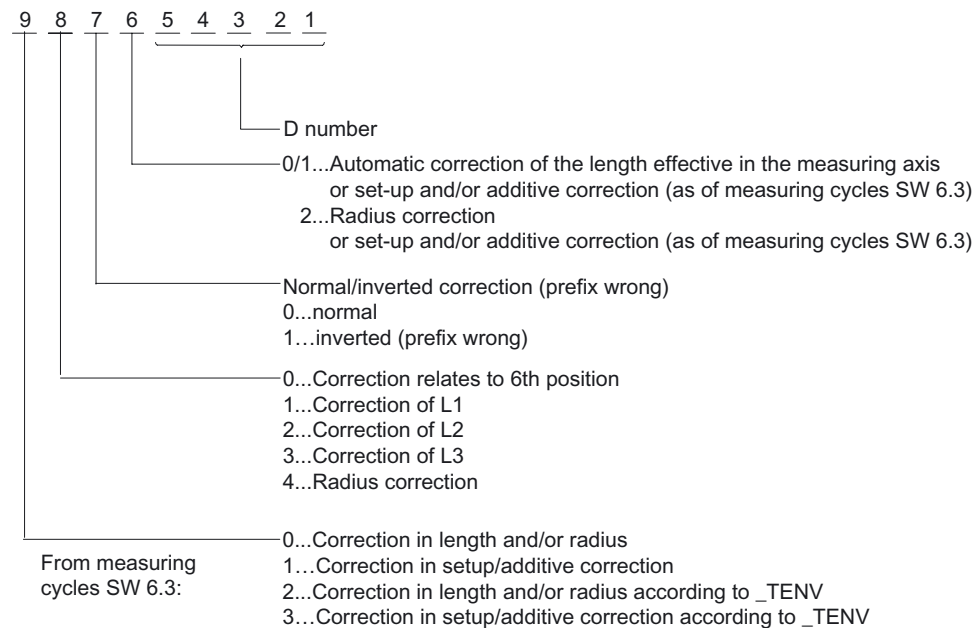 9 8 7 6 5 4 3 2 1
D number
0/1...Automatic correction of the length effective in the measuring axis
or set-up and/or additive correction (as of measuring cycles SW 6.3)
2...Radius correction
or set-up and/or additive correction (as of measuring cycles SW 6.3)
Normal/inverted correction (prefix wrong)
0...normal
1…inverted (prefix wrong)
0...Correction relates to 6th position
1...Correction of L1
2...Correction of L2
3...Correction of L3
4...Radius correction
From measuring
cycles SW 6.3:
0...Correction in length and/or radius
1…Correction in setup/additive correction
2...Correction in length and/or radius according to _TENV
3…Correction in setup/additive correction according to _TENV